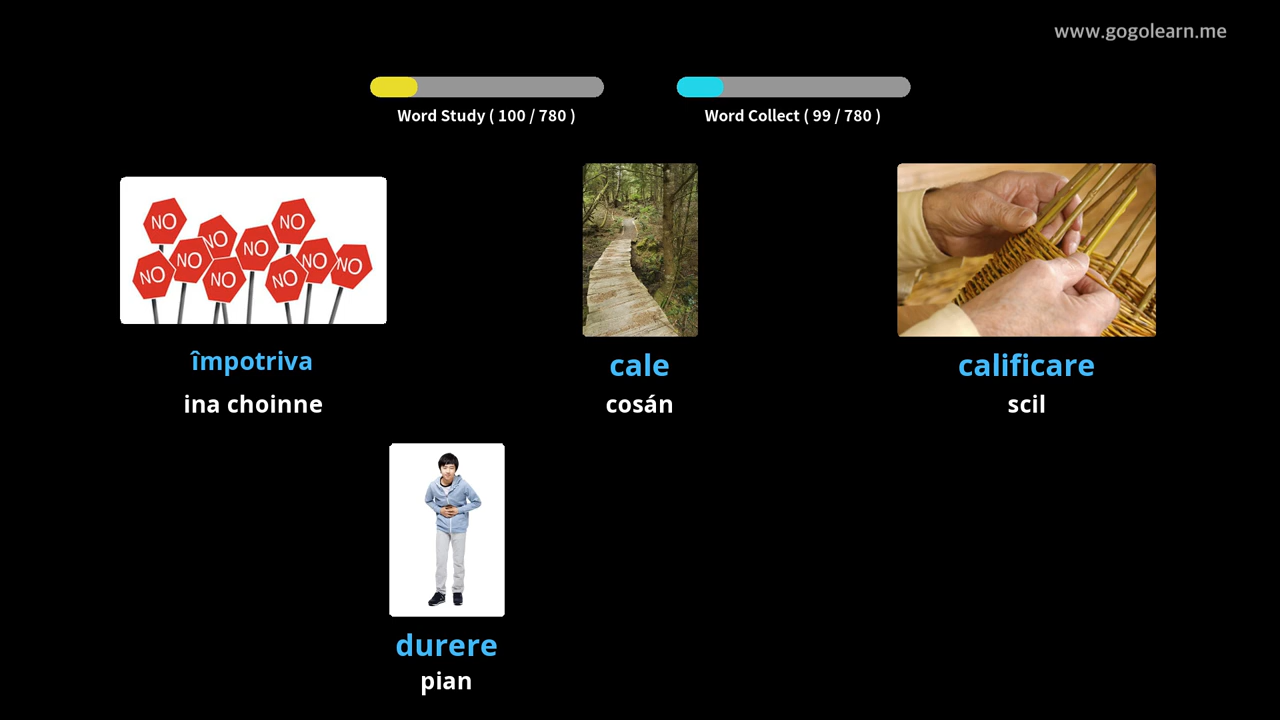 www.gogolearn.me
Word Study ( 100 / 780 )
Word Collect ( 99 / 780 )
NO
NO
NO
NO
NO
NO
NO
NO
NO
NO
împotriva
ina choinne
cale
cosán
calificare
scil
durere
pian